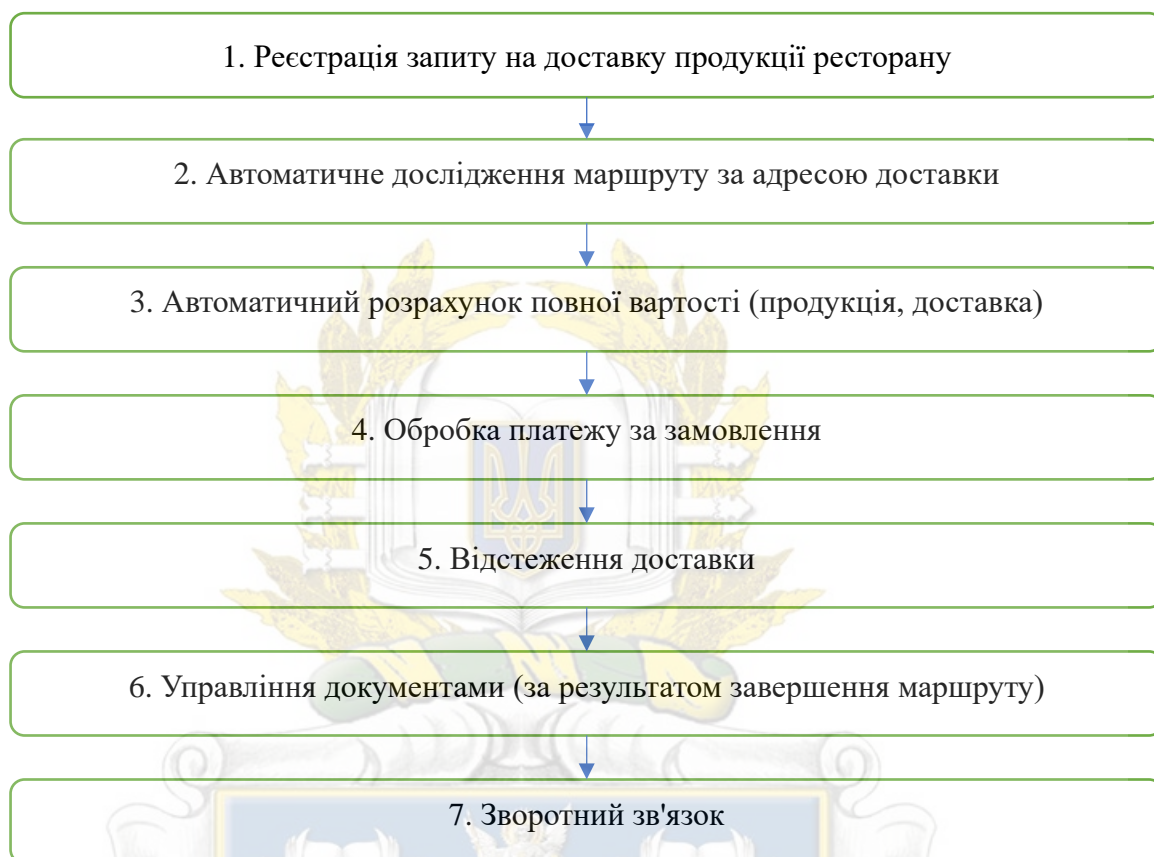 1. Реєстрація запиту на доставку продукції ресторану
2. Автоматичне дослідження маршруту за адресою доставки
3. Автоматичний розрахунок повної вартості (продукція, доставка)
4. Обробка платежу за замовлення
5. Відстеження доставки
6. Управління документами (за результатом завершення маршруту)
7. Зворотний зв'язок